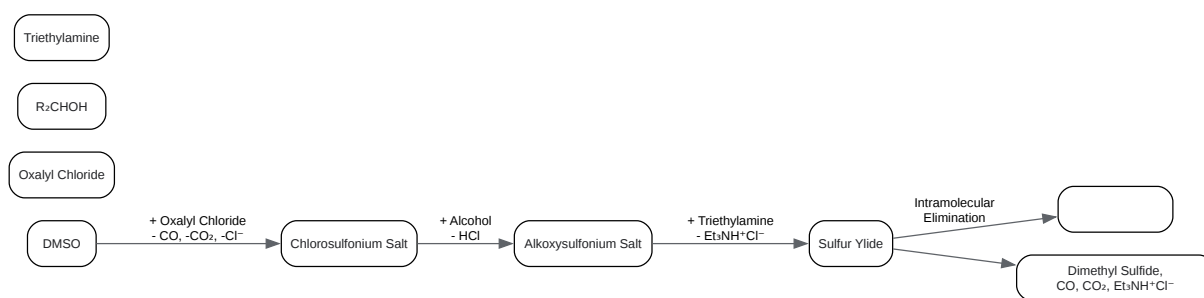 Triethylamine
R₂CHOH
Oxalyl Chloride
DMSO
+ Oxalyl Chloride
- CO, -CO₂, -Cl⁻
Chlorosulfonium Salt
+ Alcohol
- HCl
Alkoxysulfonium Salt
+ Triethylamine
- Et₃NH⁺Cl⁻
Sulfur Ylide
Intramolecular
Elimination
Dimethyl Sulfide,
CO, CO₂, Et₃NH⁺Cl⁻